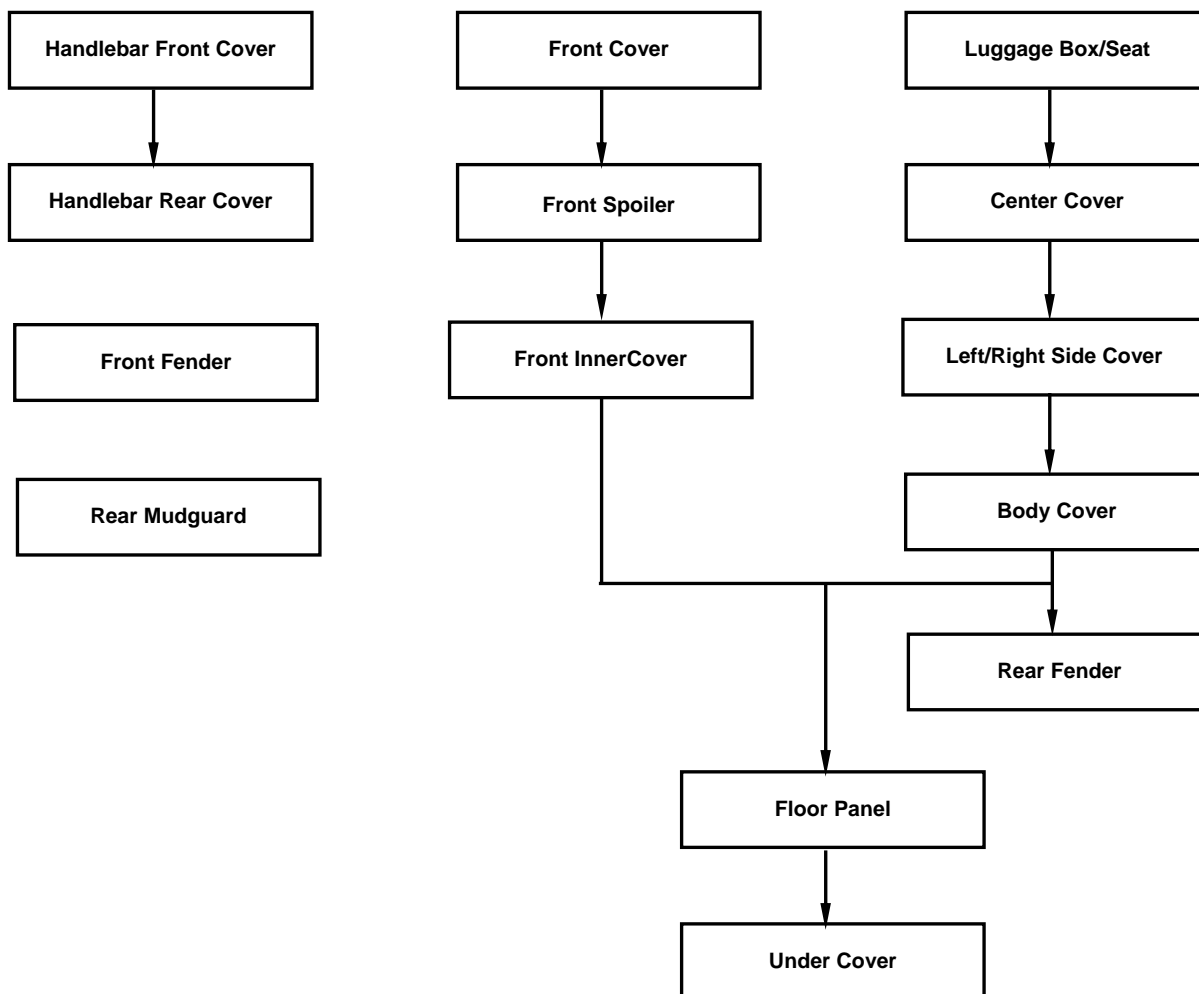 Handlebar Front Cover
Front Cover
Luggage Box/Seat
Handlebar Rear Cover
Front Spoiler
Center Cover
Front Fender
Front InnerCover
Left/Right Side Cover
Rear Mudguard
Body Cover
Rear Fender
Floor Panel
Under Cover